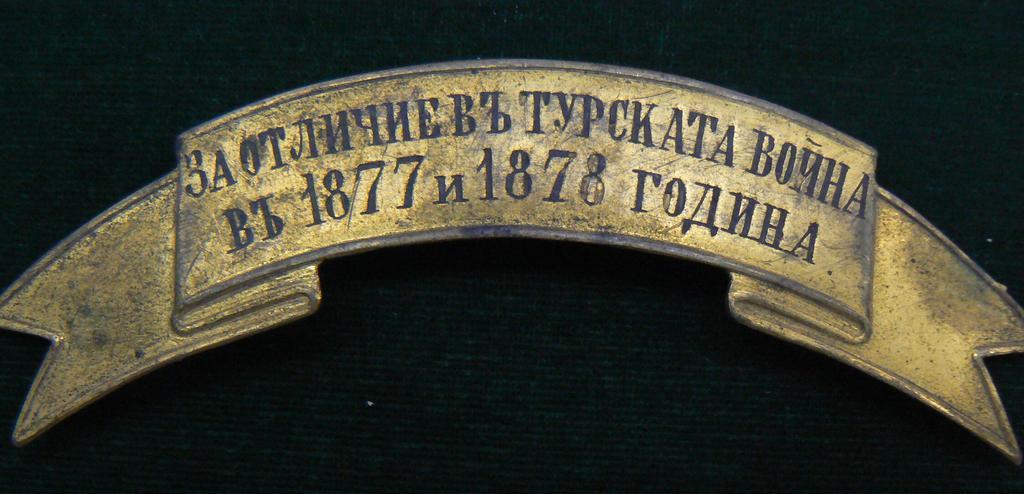 ЗА ОТЛИЧИЕ ВЪ ТУРСКАТА ВОЙНА
ВЪ 1877 и 1878 ГОДИНА